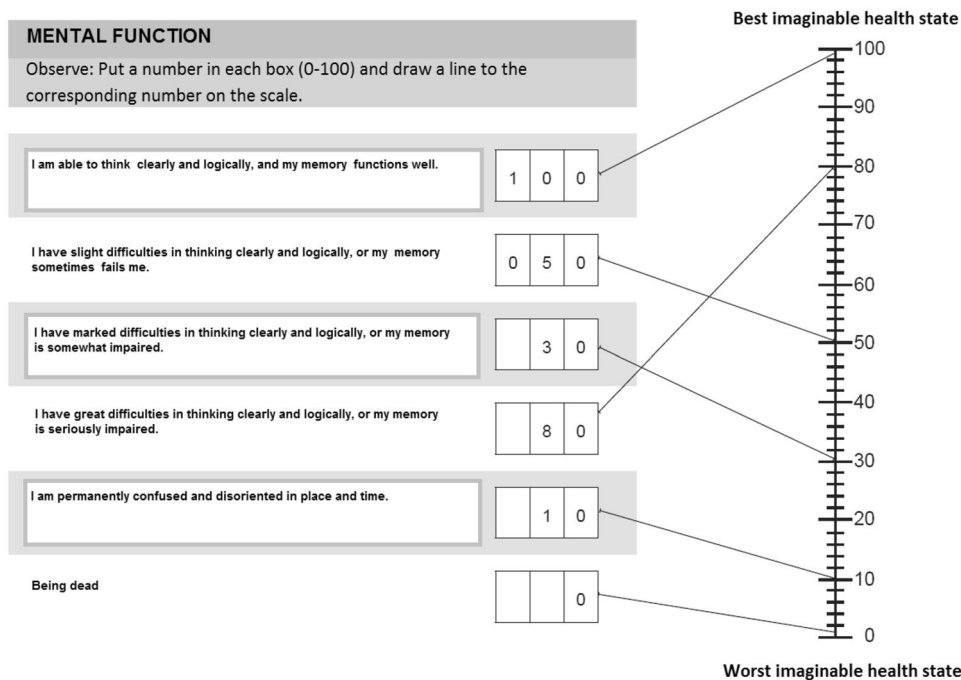 Best imaginable health state
MENTAL FUNCTION
Observe: Put a number in each box (0-100) and draw a line to the
corresponding number on the scale.
I am able to think clearly and logically, and my memory functions well.
1 0 0
I have slight difficulties in thinking clearly and logically, or my memory
sometimes fails me.
0 5 0
I have marked difficulties in thinking clearly and logically, or my memory
is somewhat impaired.
3 0
I have great difficulties in thinking clearly and logically, or my memory
is seriously impaired.
8 0
I am permanently confused and disoriented in place and time.
1 0
Being dead
0
100
90
80
70
60
50
40
30
20
10
0
Worst imaginable health state